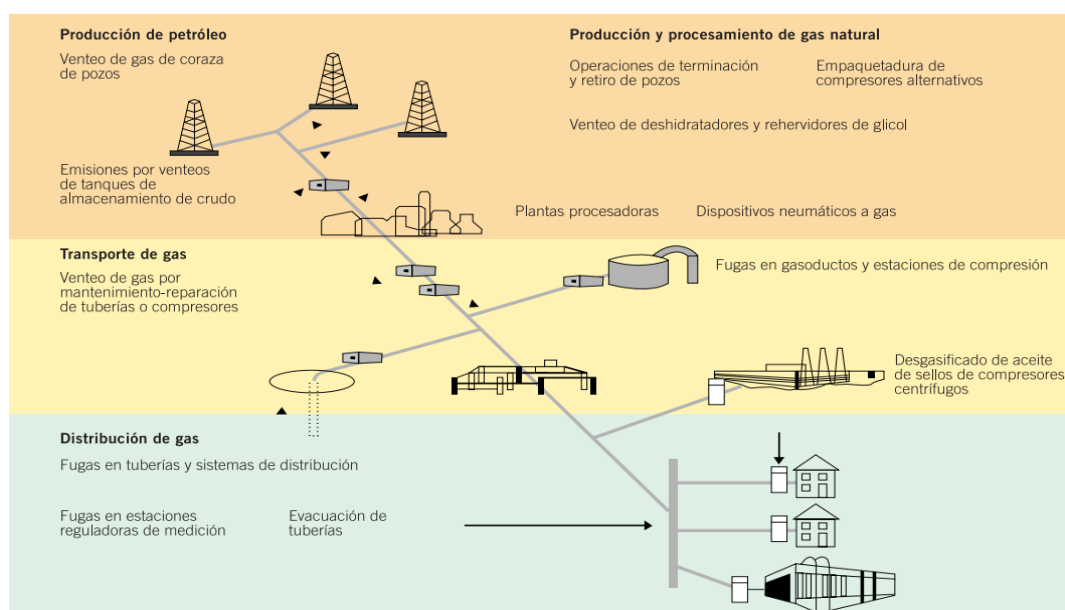 Producción de petróleo
Venteo de gas de coraza
de pozos
Emisiones por venteos
de tanques de
almacenamiento de crudo
Producción y procesamiento de gas natural
Operaciones de terminación
y retiro de pozos
Empaquetadura de
compresores alternativos
Venteo de deshidratadores y rehervidores de glicol
Plantas procesadoras
Dispositivos neumáticos a gas
Transporte de gas
Venteo de gas por
mantenimiento-reparación
de tuberías o compresores
Fugas en gasoductos y estaciones de compresión
Desgasificado de aceite
de sellos de compresores
centrífugos
Distribución de gas
Fugas en tuberías y sistemas de distribución
Fugas en estaciones
reguladoras de medición
Evacuación de
tuberías